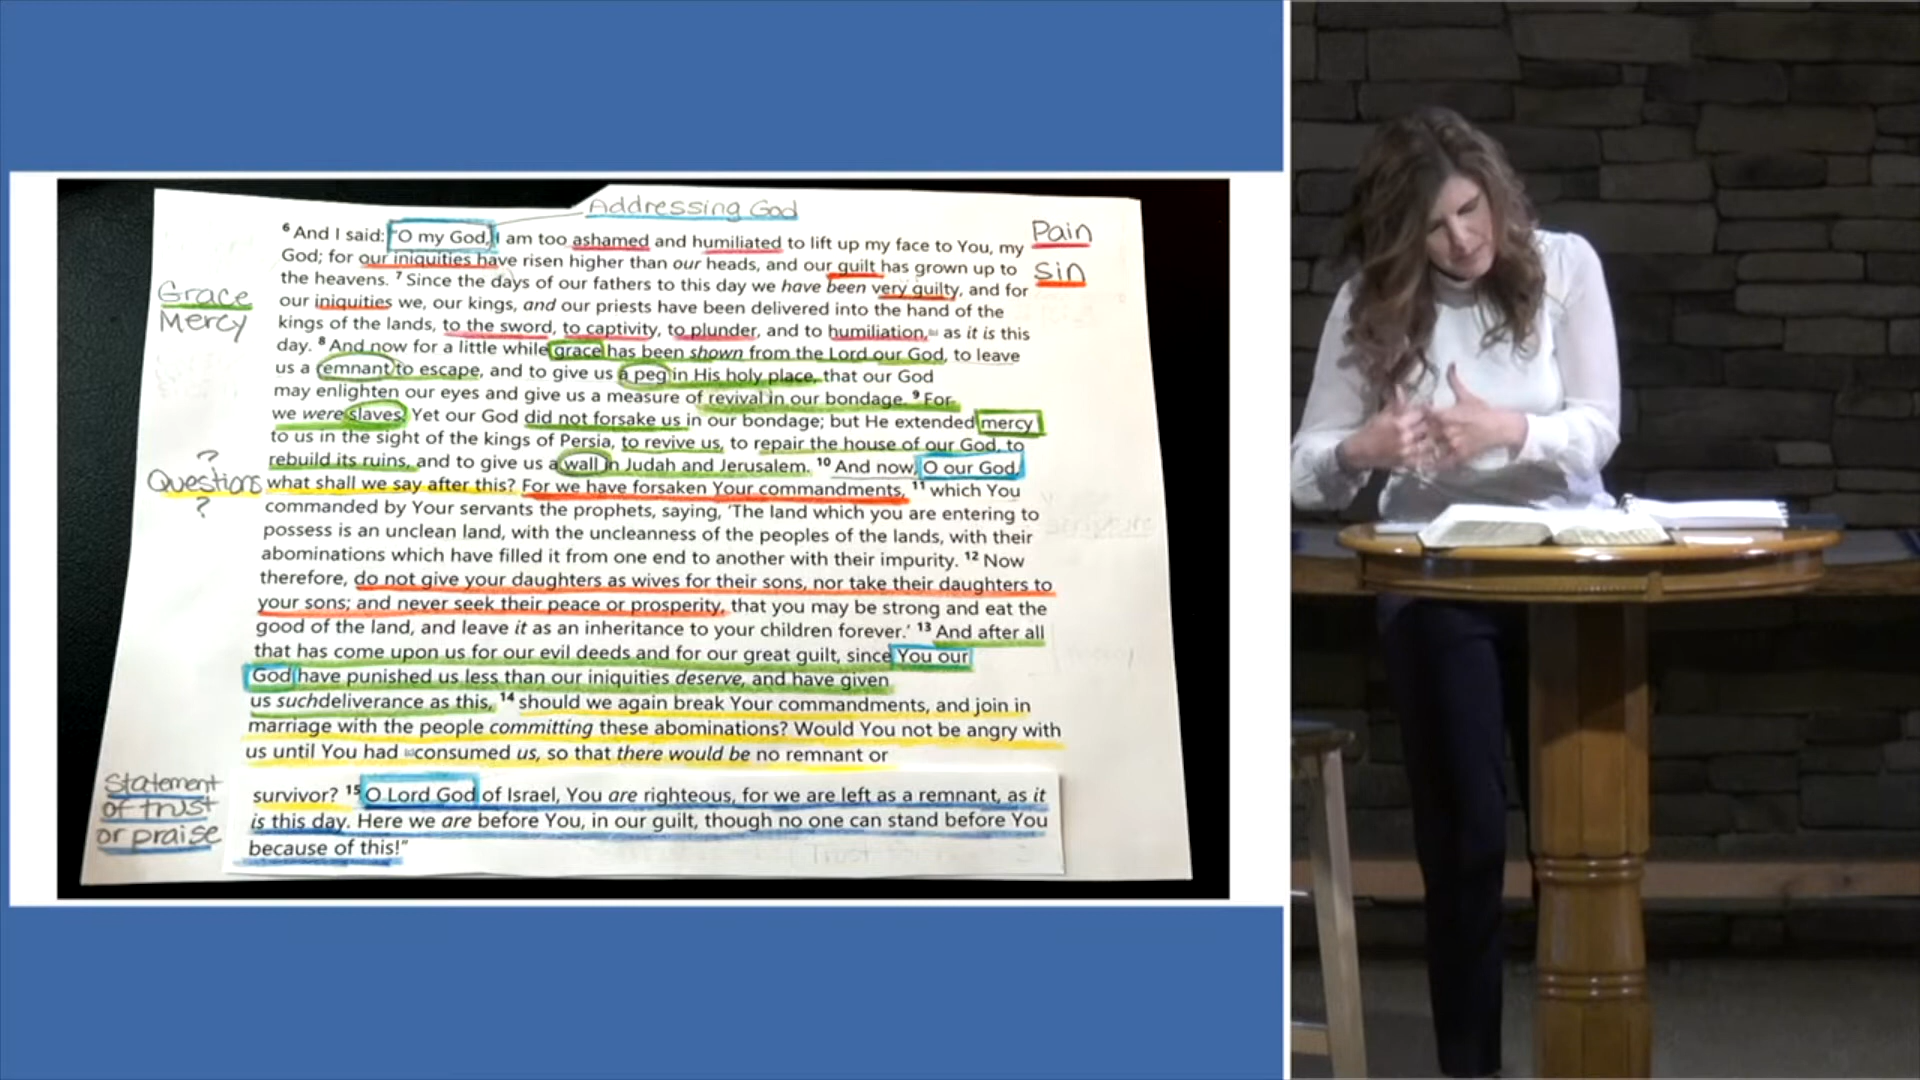 Addressing God
Pain
Sin
Grace
Mercy
?
Questions
?
Statement
of trust
or praise
6 And I said: "O my God, I am too ashamed and humiliated to lift up my face to You, my
God; for our iniquities have risen higher than our heads, and our guilt has grown up to
the heavens. 7 Since the days of our fathers to this day we have been very guilty, and for
our iniquities we, our kings, and our priests have been delivered into the hand of the
kings of the lands, to the sword, to captivity, to plunder, and to humiliation, as it is this
day. 8 And now for a little while grace has been shown from the Lord our God, to leave
us a remnant to escape, and to give us a peg in His holy place, that our God
may enlighten our eyes and give us a measure of revival in our bondage. 9 For
we were slaves. Yet our God did not forsake us in our bondage; but He extended mercy
to us in the sight of the kings of Persia, to revive us, to repair the house of our God, to
rebuild its ruins, and to give us a wall in Judah and Jerusalem. 10 And now, O our God,
what shall we say after this? For we have forsaken Your commandments, 11 which You
commanded by Your servants the prophets, saying, 'The land which you are entering to
possess is an unclean land, with the uncleanness of the peoples of the lands, with their
abominations which have filled it from one end to another with their impurity. 12 Now
therefore, do not give your daughters as wives for their sons, nor take their daughters to
your sons; and never seek their peace or prosperity, that you may be strong and eat the
good of the land, and leave it as an inheritance to your children forever.' 13 And after all
that has come upon us for our evil deeds and for our great guilt, since You our
God have punished us less than our iniquities deserve, and have given
us suchdeliverance as this, 14 should we again break Your commandments, and join in
marriage with the people committing these abominations? Would You not be angry with
us until You had consumed us, so that there would be no remnant or
survivor? 15 O Lord God of Israel, You are righteous, for we are left as a remnant, as it
is this day. Here we are before You, in our guilt, though no one can stand before You
because of this!"